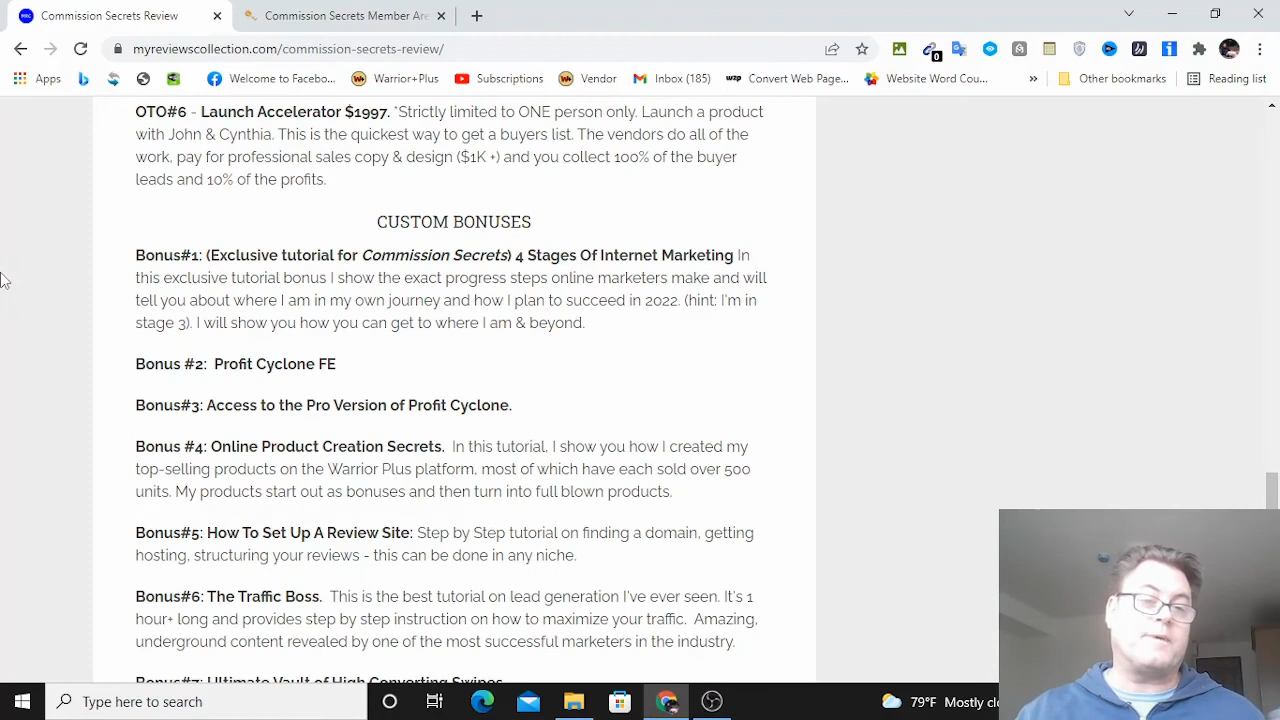 Commission Secrets Review
Commission Secrets Member Are
myreviewscollection.com/commission-secrets-review/
0
Apps
Welcome to Facebo...
Warrior+Plus
Subscriptions
Vendor
Inbox (185)
WZP
Convert Web Page...
Website Word Cou...
»
Other bookmarks
Reading list
OTO#6 - Launch Accelerator $1997. *Strictly limited to ONE person only. Launch a product
with John & Cynthia. This is the quickest way to get a buyers list. The vendors do all of the
work, pay for professional sales copy & design ($1K +) and you collect 100% of the buyer
leads and 10% of the profits.
CUSTOM BONUSES
Bonus#1: (Exclusive tutorial for Commission Secrets) 4 Stages Of Internet Marketing In
this exclusive tutorial bonus I show the exact progress steps online marketers make and will
tell you about where I am in my own journey and how I plan to succeed in 2022. (hint: I'm in
stage 3). I will show you how you can get to where I am & beyond.
Bonus #2: Profit Cyclone FE
Bonus#3: Access to the Pro Version of Profit Cyclone.
Bonus #4: Online Product Creation Secrets. In this tutorial, I show you how I created my
top-selling products on the Warrior Plus platform, most of which have each sold over 500
units. My products start out as bonuses and then turn into full blown products.
Bonus#5: How To Set Up A Review Site: Step by Step tutorial on finding a domain, getting
hosting, structuring your reviews - this can be done in any niche.
Bonus#6: The Traffic Boss. This is the best tutorial on lead generation I've ever seen. It's 1
hour+ long and provides step by step instruction on how to maximize your traffic. Amazing,
underground content revealed by one of the most successful marketers in the industry.
Bonus#7: Ultimate Vault of High Converting Swipes
Type here to search
79°F Mostly clo